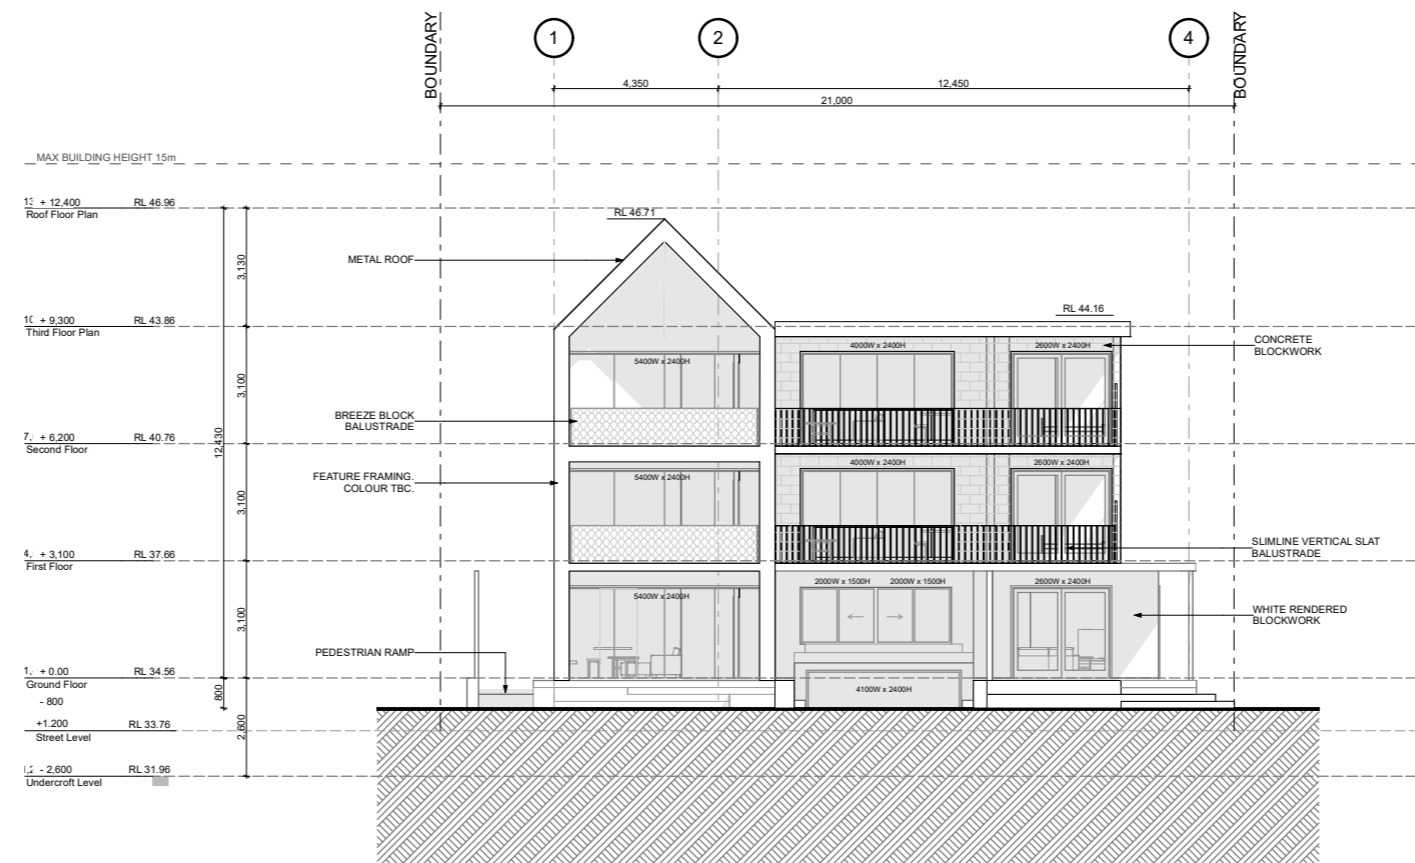 BOUNDARY
1
2
4
BOUNDARY
4,350
12,450
21,000
MAX BUILDING HEIGHT 15m
+ 12,400 RL 46.96
Roof Floor Plan
RL 46.71
METAL ROOF
3,130
+ 9,300 RL 43.86
Third Floor Plan
RL 44.16
4000W x 2400H
2600W x 2400H
CONCRETE
BLOCKWORK
5400W x 2400H
3,100
BREEZE BLOCK
BALUSTRADE
+ 6,200 RL 40.76
Second Floor
12,430
4000W x 2400H
2600W x 2400H
FEATURE FRAMING.
COLOUR TBC.
5400W x 2400H
3,100
SLIMLINE VERTICAL SLAT
BALUSTRADE
+ 3,100 RL 37.66
First Floor
2000W x 1500H
2000W x 1500H
2600W x 2400H
5400W x 2400H
3,100
WHITE RENDERED
BLOCKWORK
PEDESTRIAN RAMP
+ 0.00 RL 34.56
Ground Floor
- 800
800
4100W x 2400H
+1.200 RL 33.76
Street Level
2,600
- 2,600 RL 31.96
Undercroft Level